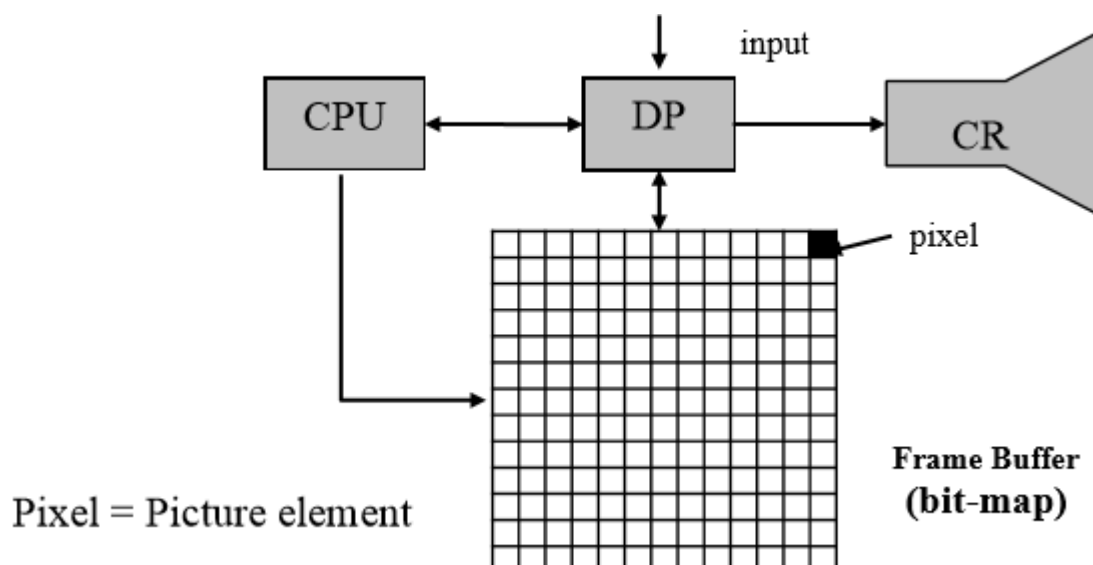 input
CPU
DP
CR
pixel
Frame Buffer
(bit-map)
Pixel = Picture element